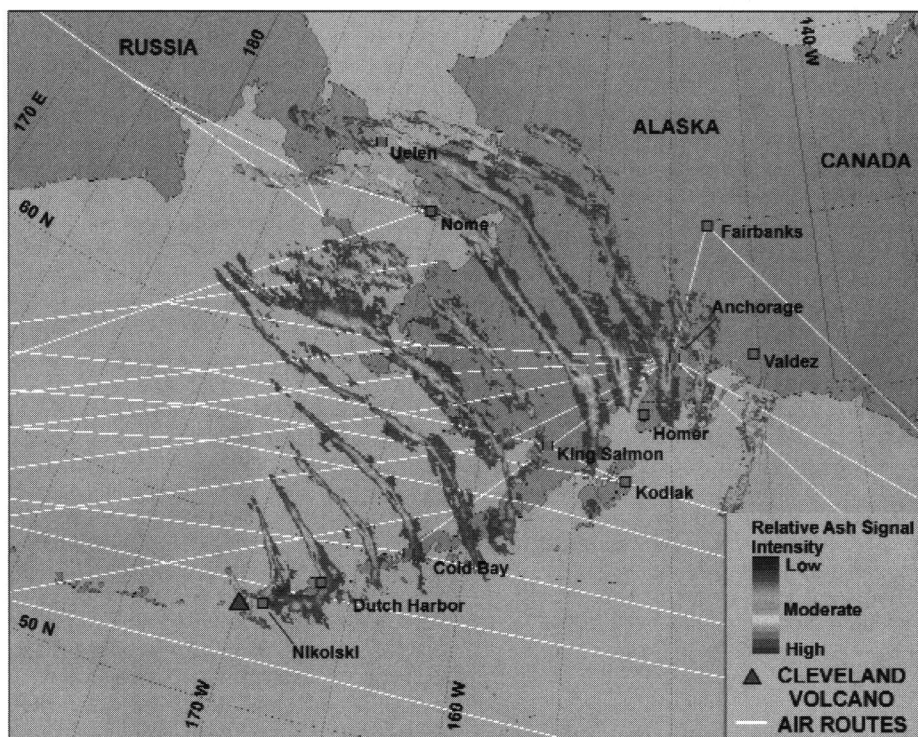 RUSSIA
180
140 W
170 E
ALASKA
Uelen
CANADA
60 N
Nome
Fairbanks
Anchorage
Valdez
Homer
King Salmon
Kodiak
Relative Ash Signal
Intensity
Low
Cold Bay
Dutch Harbor
Moderate
50 N
Nikolski
High
170 W
160 W
CLEVELAND
VOLCANO
AIR ROUTES